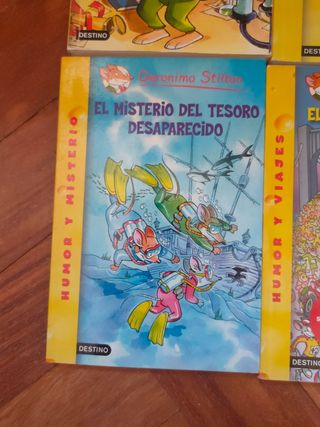 DESTINO
Geronimo Stilton
EL MISTERIO DEL TESORO
DESAPARECIDO
HUMOR Y MISTERIO
DESTINO
HUMOR Y VIAJES
DESTINO